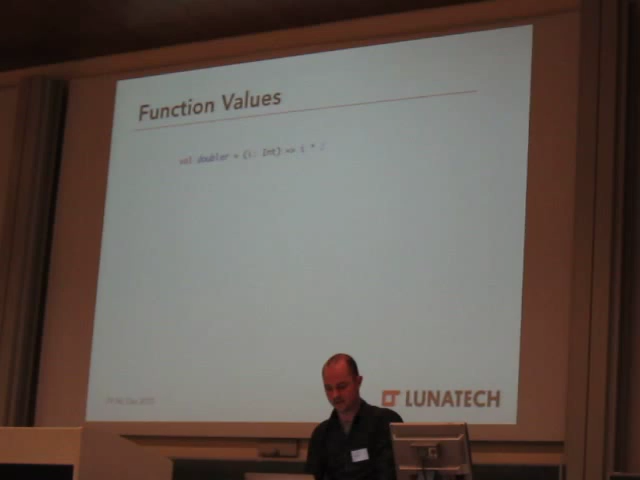 Function Values
val doubler = (i: Int) => i * 2
LUNATECH